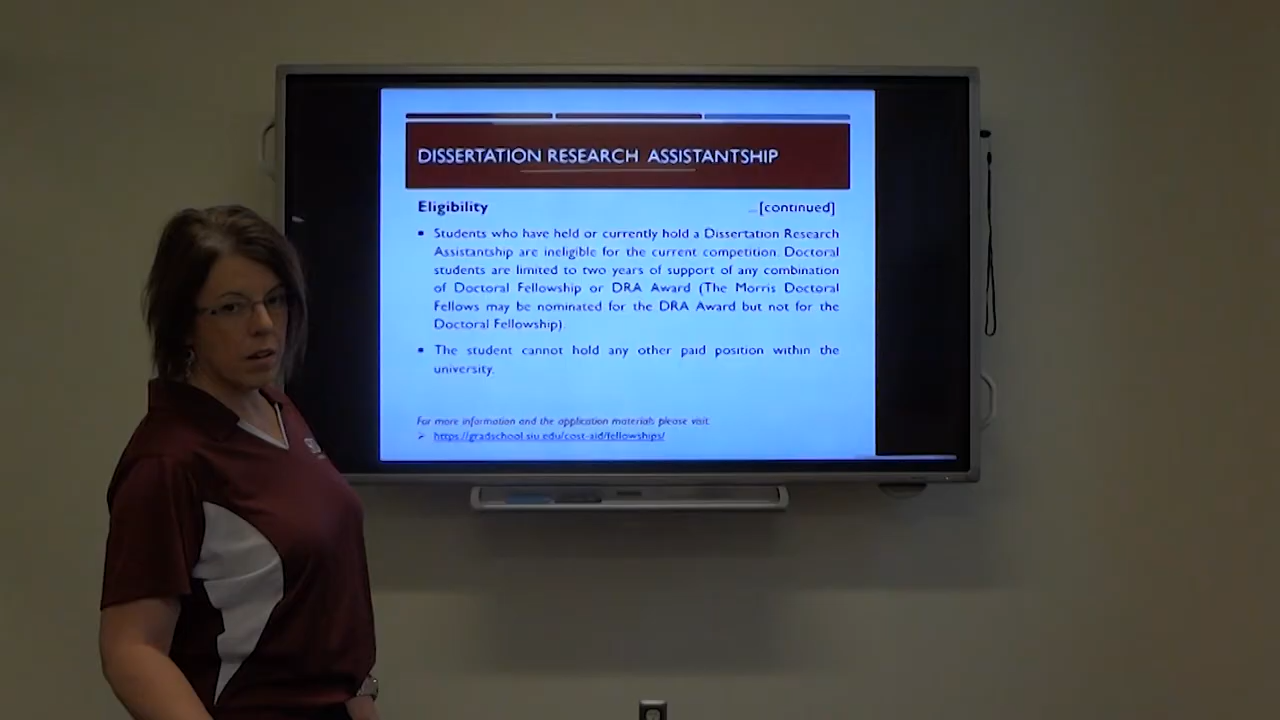 DISSERTATION RESEARCH ASSISTANTSHIP
Eligibility ...[continued]
• Students who have held or currently hold a Dissertation Research
Assistantship are ineligible for the current competition. Doctoral
students are limited to two years of support of any combination
of Doctoral Fellowship or DRA Award (The Morris Doctoral
Fellows may be nominated for the DRA Award but not for the
Doctoral Fellowship).
• The student cannot hold any other paid position within the
university.
For more information and the application materials please visit
➢ https://gradschool.siu.edu/cost-aid/fellowships/